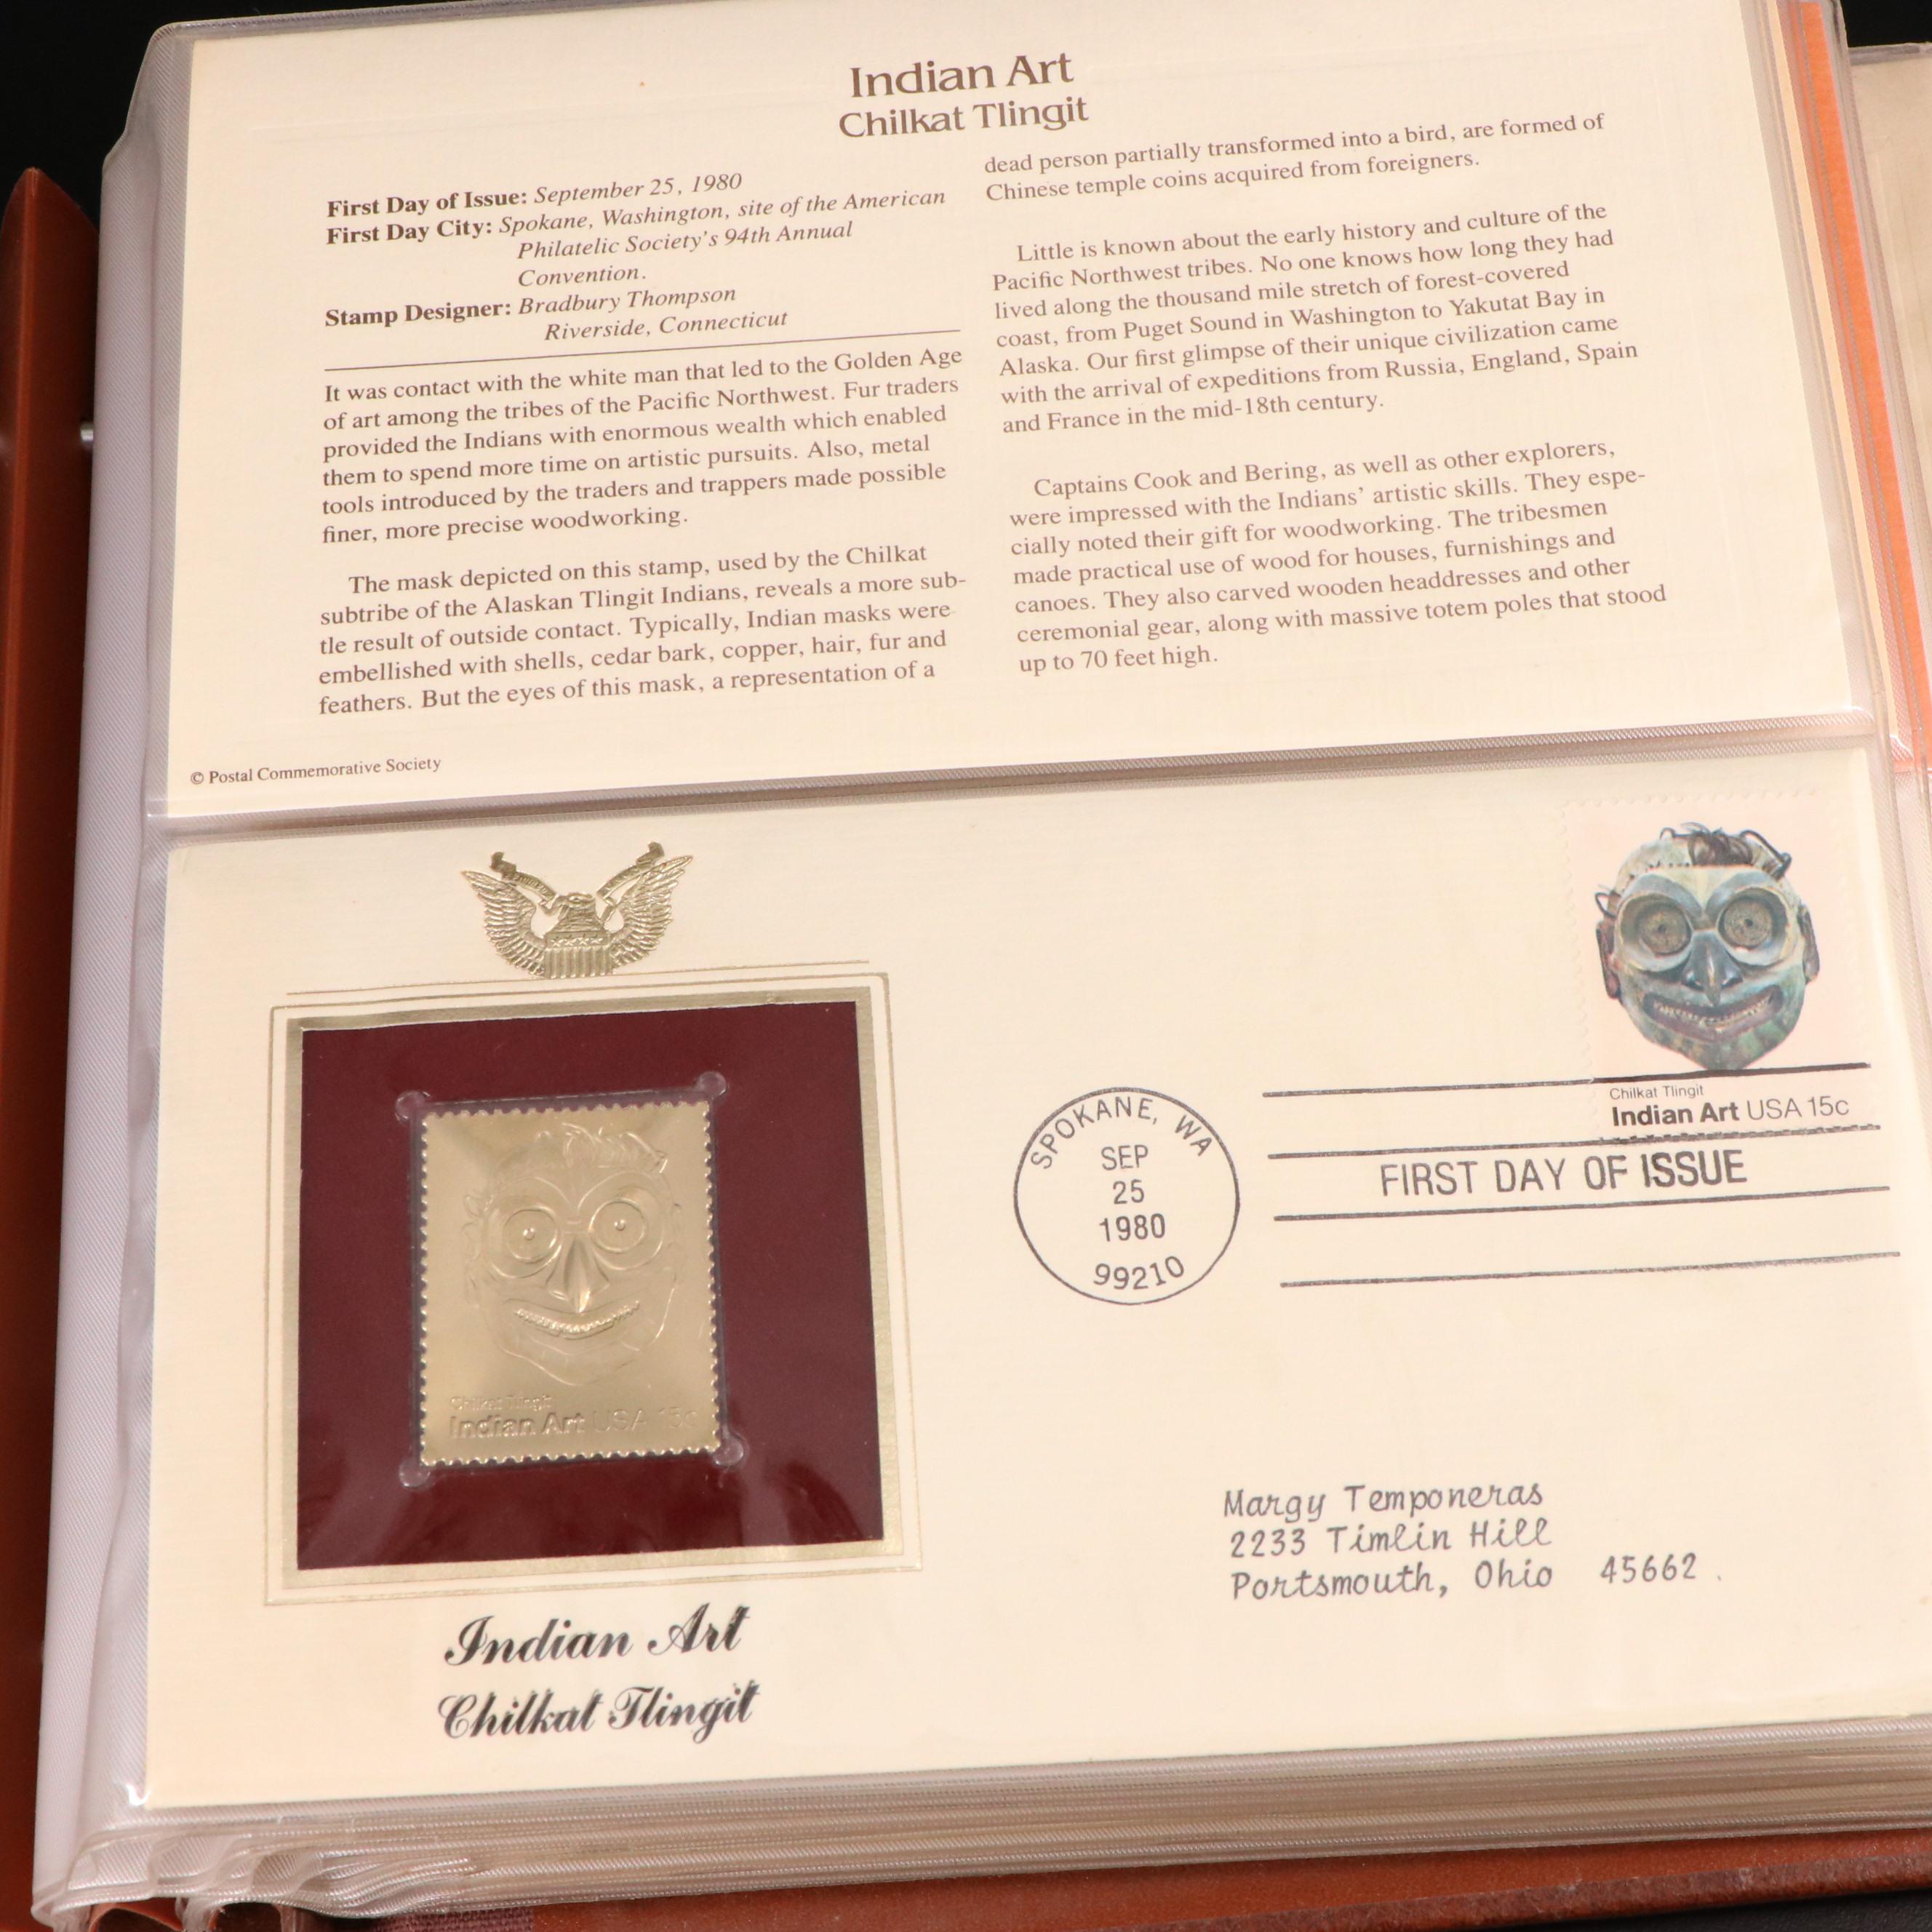 Indian Art
Chilkat Tlingit
First Day of Issue: September 25, 1980
First Day City: Spokane, Washington, site of the American
Philatelic Society's 94th Annual
Convention.
Stamp Designer: Bradbury Thompson
Riverside, Connecticut
It was contact with the white man that led to the Golden Age
of art among the tribes of the Pacific Northwest. Fur traders
provided the Indians with enormous wealth which enabled
them to spend more time on artistic pursuits. Also, metal
tools introduced by the traders and trappers made possible
finer, more precise woodworking.
The mask depicted on this stamp, used by the Chilkat
subtribe of the Alaskan Tlingit Indians, reveals a more sub-
tle result of outside contact. Typically, Indian masks were
embellished with shells, cedar bark, copper, hair, fur and
feathers. But the eyes of this mask, a representation of a
dead person partially transformed into a bird, are formed of
Chinese temple coins acquired from foreigners.
Little is known about the early history and culture of the
Pacific Northwest tribes. No one knows how long they had
lived along the thousand mile stretch of forest-covered
coast, from Puget Sound in Washington to Yakutat Bay in
Alaska. Our first glimpse of their unique civilization came
with the arrival of expeditions from Russia, England, Spain
and France in the mid-18th century.
Captains Cook and Bering, as well as other explorers,
were impressed with the Indians' artistic skills. They espe-
cially noted their gift for woodworking. The tribesmen
made practical use of wood for houses, furnishings and
canoes. They also carved wooden headdresses and other
ceremonial gear, along with massive totem poles that stood
up to 70 feet high.
© Postal Commemorative Society
Chilkat Tlingit
Indian Art USA 15c
SPOKANE, WA
SEP
25
1980
99210
FIRST DAY OF ISSUE
Chilkat Tlingit
Indian Art USA 15c
Margy Temponeras
2233 Timlin Hill
Portsmouth, Ohio 45662.
Indian Art
Chilkat Tlingit